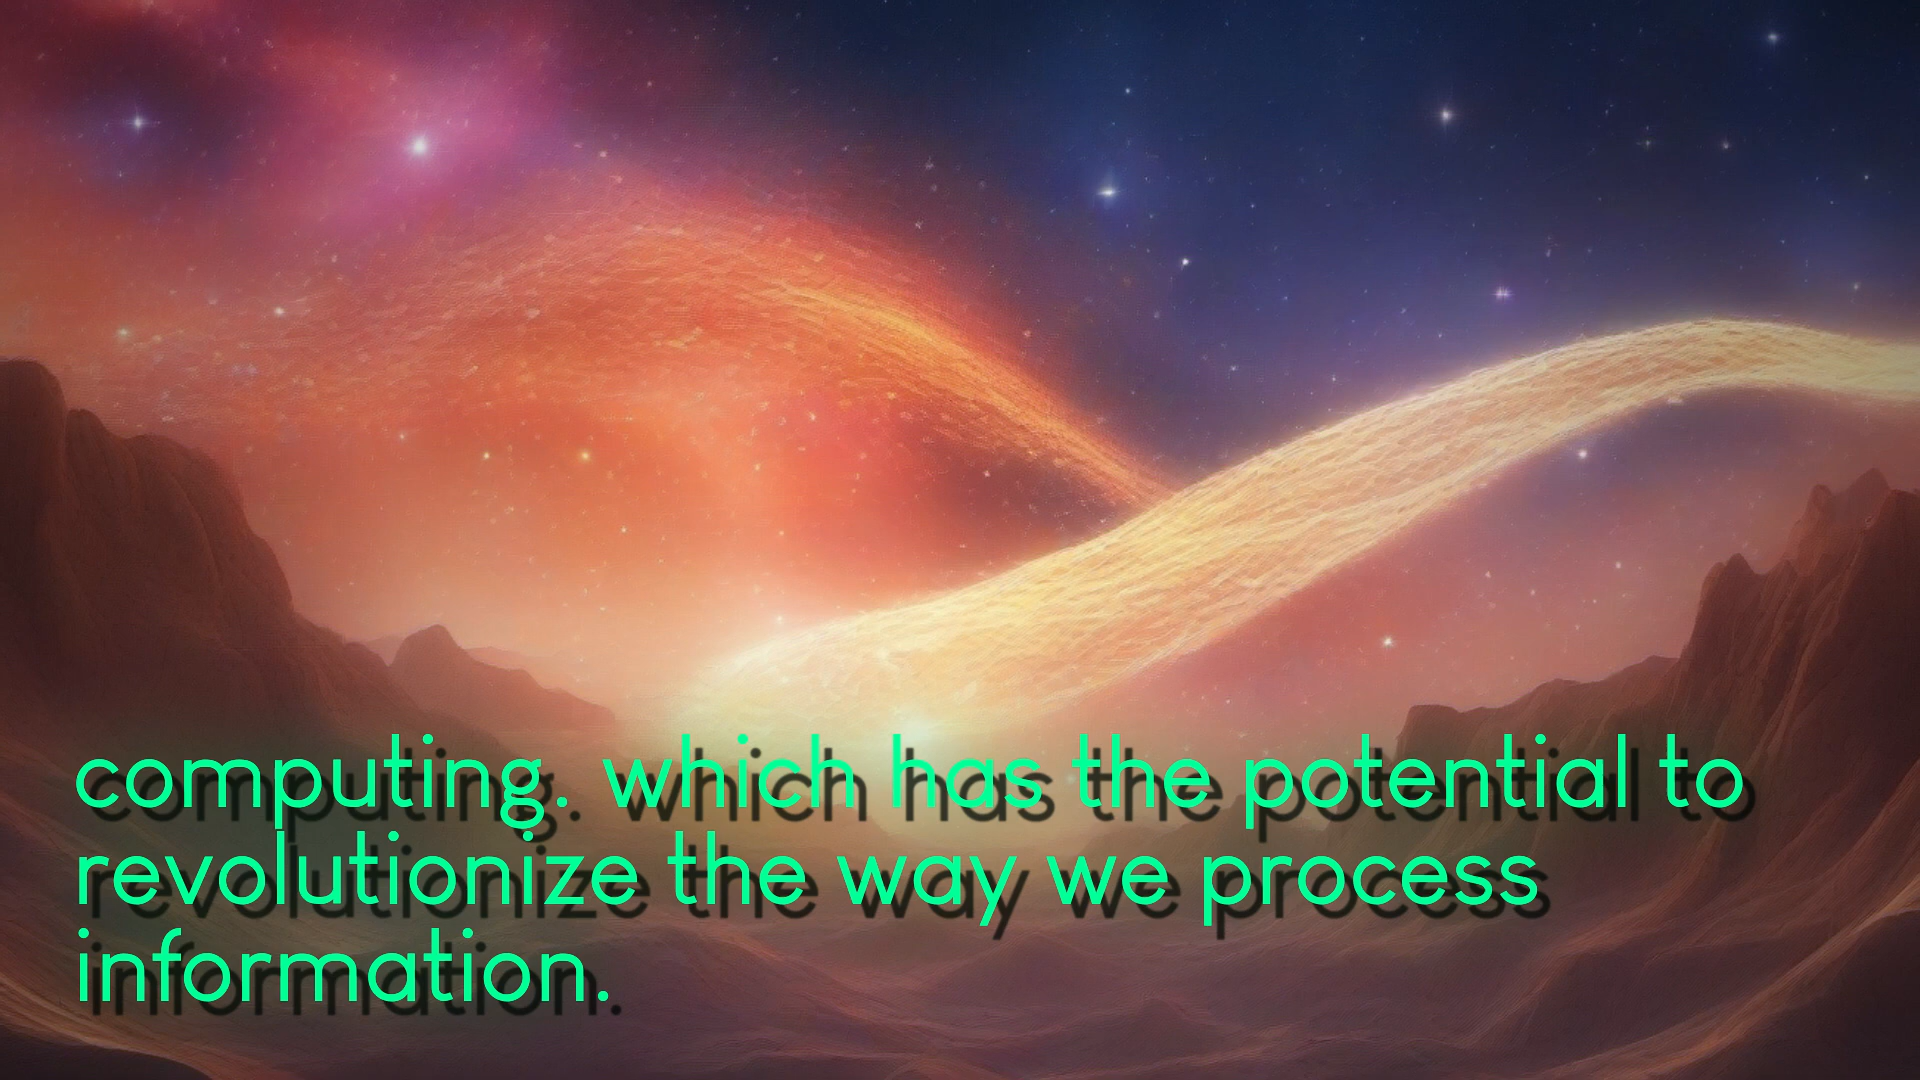 computing. which has the potential to
revolutionize the way we process
information.